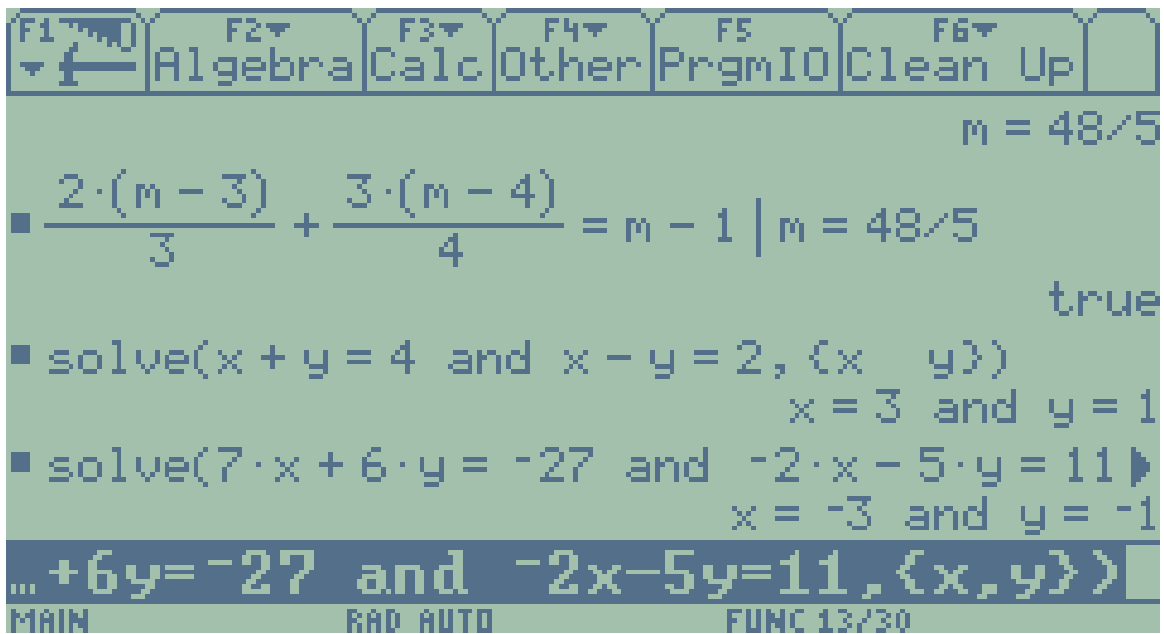 F1 F2 F3 F4 F5 F6
Algebra Calc Other PrgmIO Clean Up
m = 48/5
2·(m − 3)/3 + 3·(m − 4)/4 = m − 1 | m = 48/5
true
solve(x + y = 4 and x − y = 2, {x y})
x = 3 and y = 1
solve(7·x + 6·y = ⁻27 and ⁻2·x − 5·y = 11
x = ⁻3 and y = ⁻1
…+6y=⁻27 and ⁻2x−5y=11,{x,y})
MAIN RAD AUTO FUNC 13/30